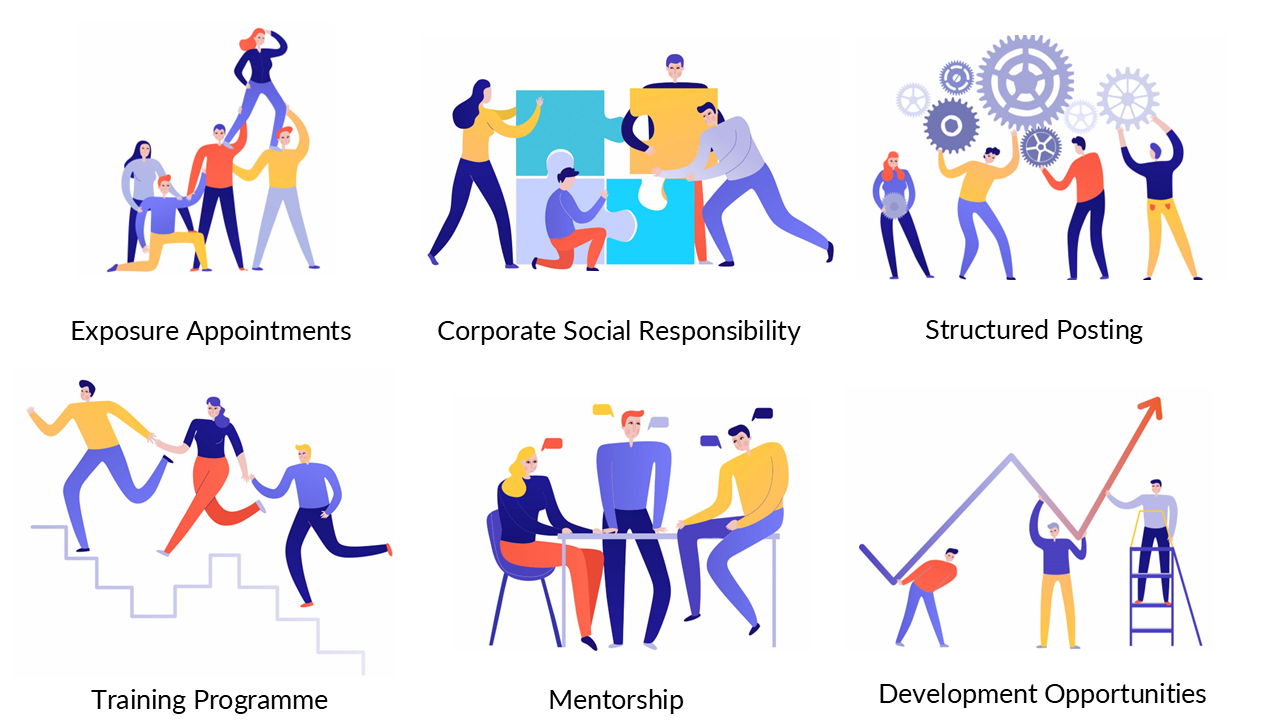 Exposure Appointments
Corporate Social Responsibility
Structured Posting
Training Programme
Mentorship
Development Opportunities